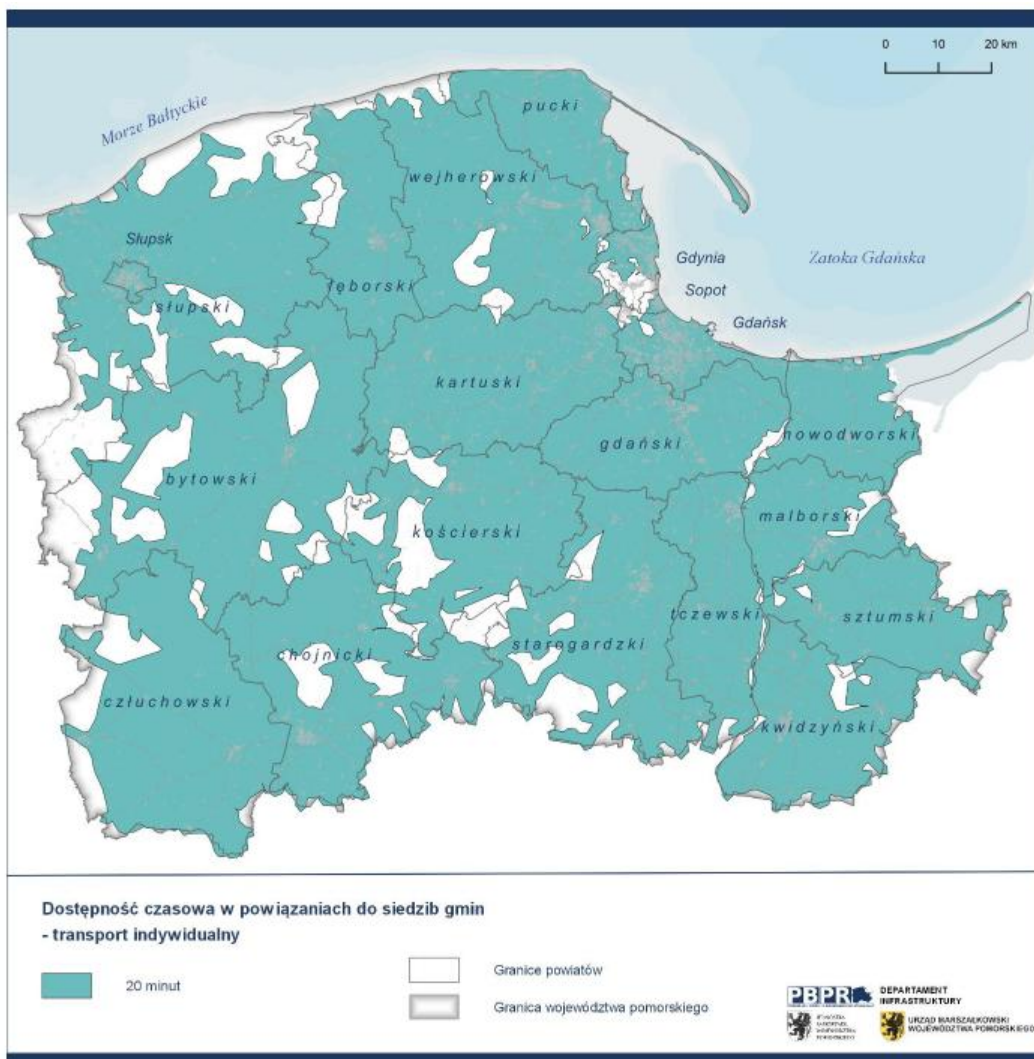 0 10 20 km
Morze Bałtyckie
pucki
wejherowski
Słupsk
Gdynia
Zatoka Gdańska
lęborski
Sopot
słupski
Gdańsk
kartuski
gdański
nowodworski
bytowski
malborski
kościerski
tczewski
sztumski
starogardzki
chojnicki
człuchowski
kwidzyński
Dostępność czasowa w powiązaniach do siedzib gmin
- transport indywidualny
20 minut
Granice powiatów
Granica województwa pomorskiego
PBPR
DEPARTAMENT
INFRASTRUKTURY
URZĄD MARSZAŁKOWSKI
WOJEWÓDZTWA POMORSKIEGO